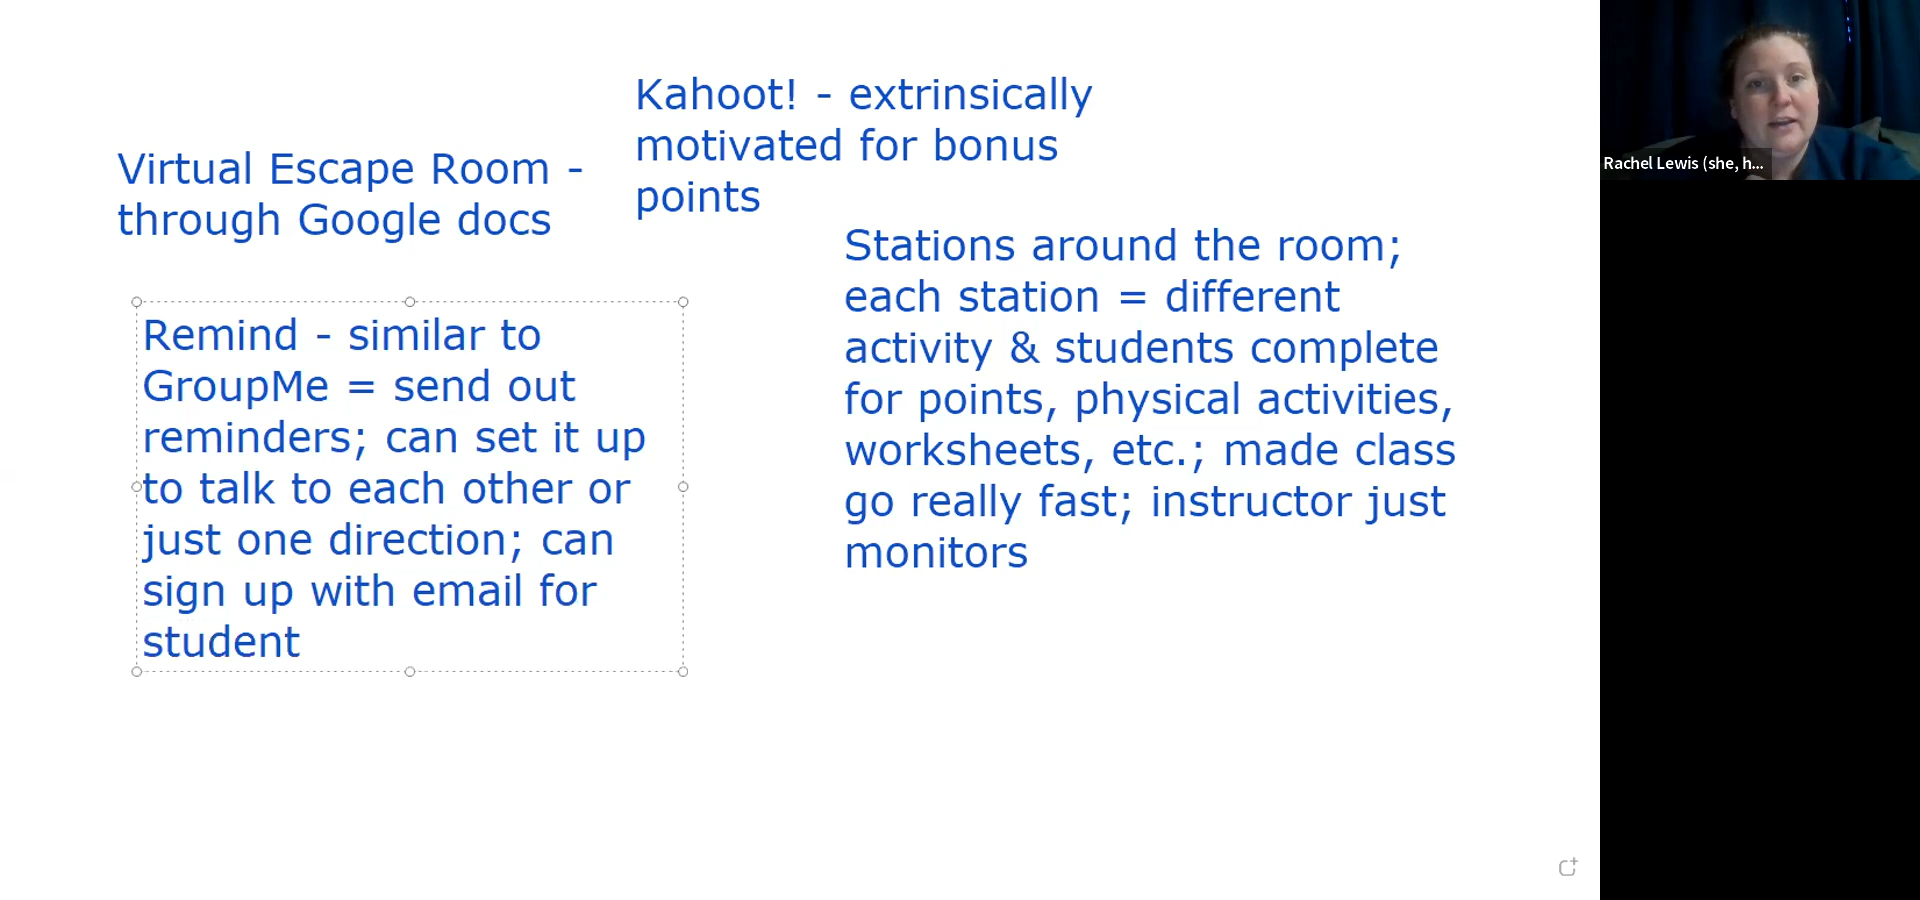 Kahoot! - extrinsically
motivated for bonus
points
Virtual Escape Room -
through Google docs
Stations around the room;
each station = different
activity & students complete
for points, physical activities,
worksheets, etc.; made class
go really fast; instructor just
monitors
Remind - similar to
GroupMe = send out
reminders; can set it up
to talk to each other or
just one direction; can
sign up with email for
student
Rachel Lewis (she, h...